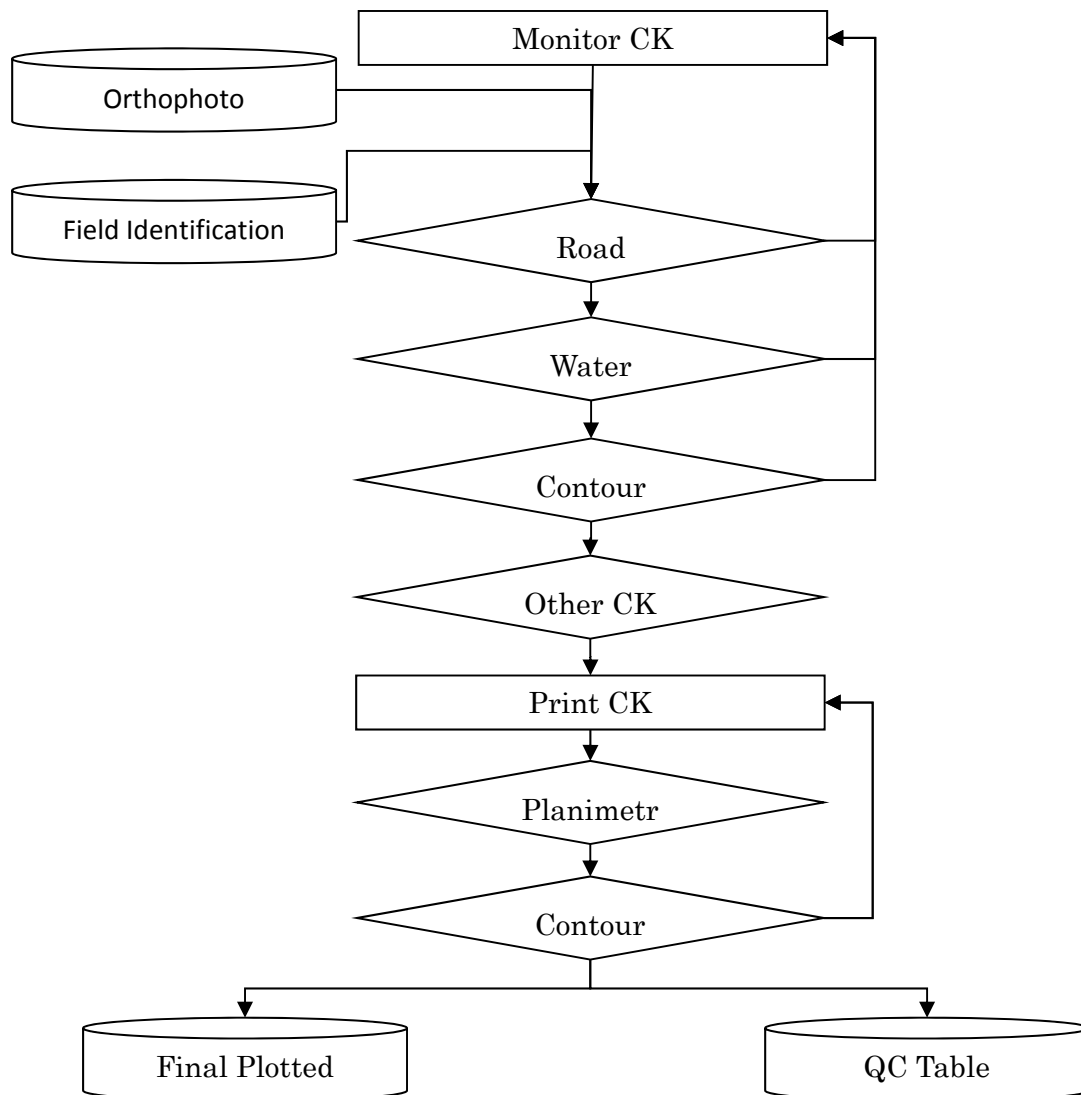 Monitor CK
Orthophoto
Field Identification
Road
Water
Contour
Other CK
Print CK
Planimetr
Contour
Final Plotted
QC Table